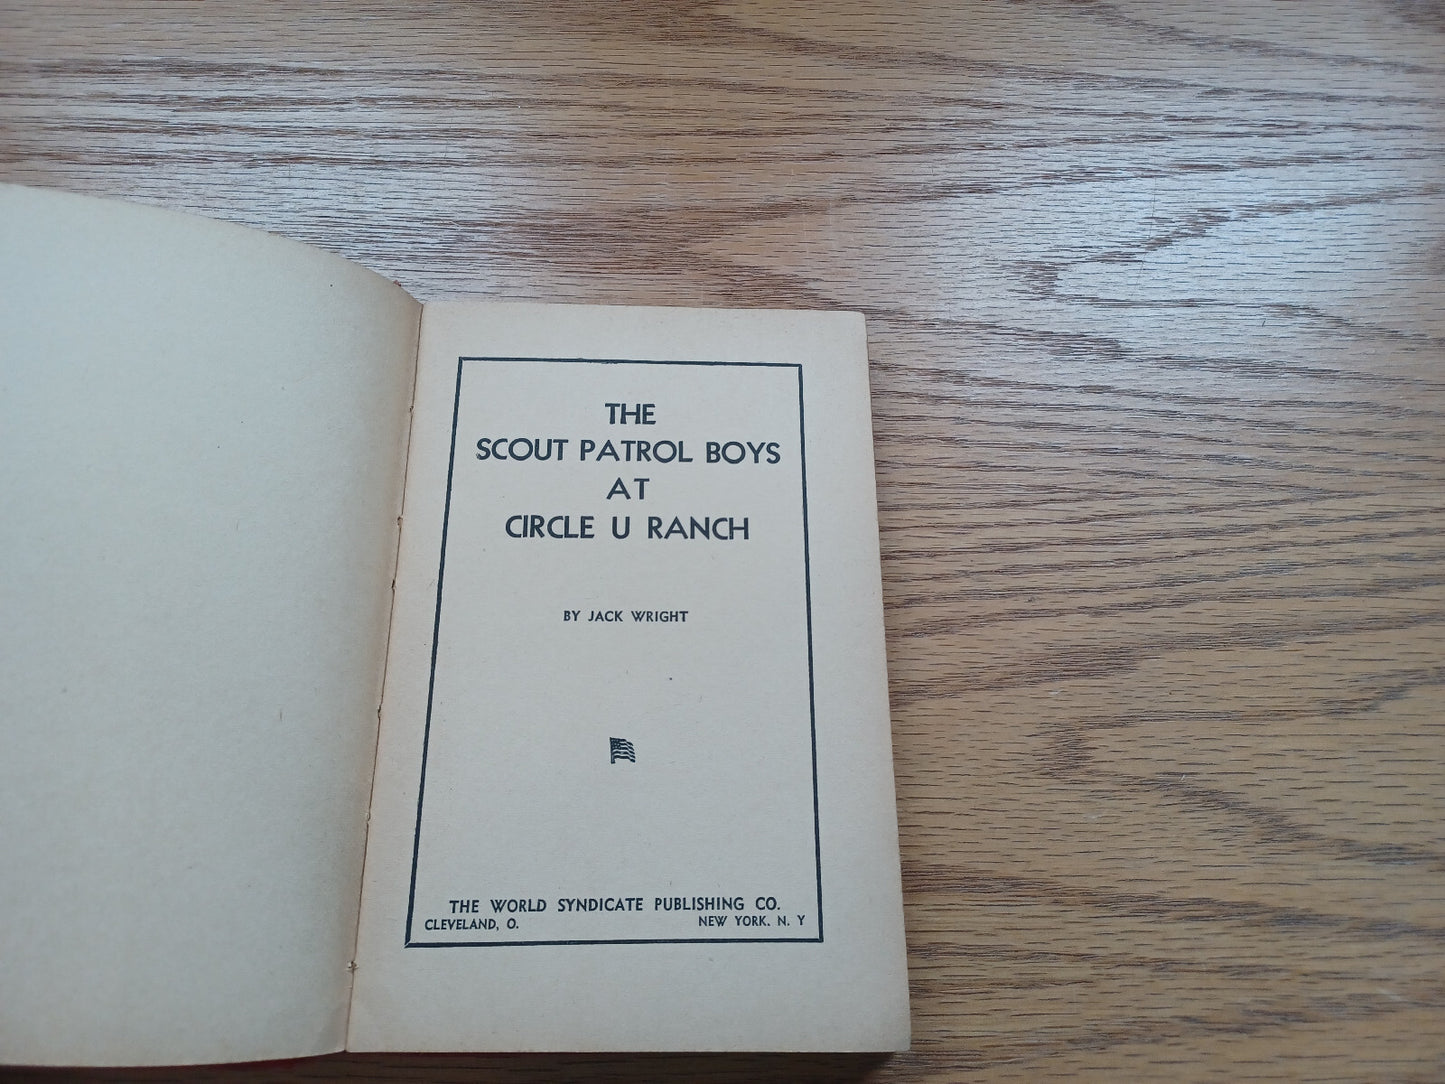 THE
SCOUT PATROL BOYS
AT
CIRCLE U RANCH
BY JACK WRIGHT
THE WORLD SYNDICATE PUBLISHING CO.
CLEVELAND, O. NEW YORK. N. Y